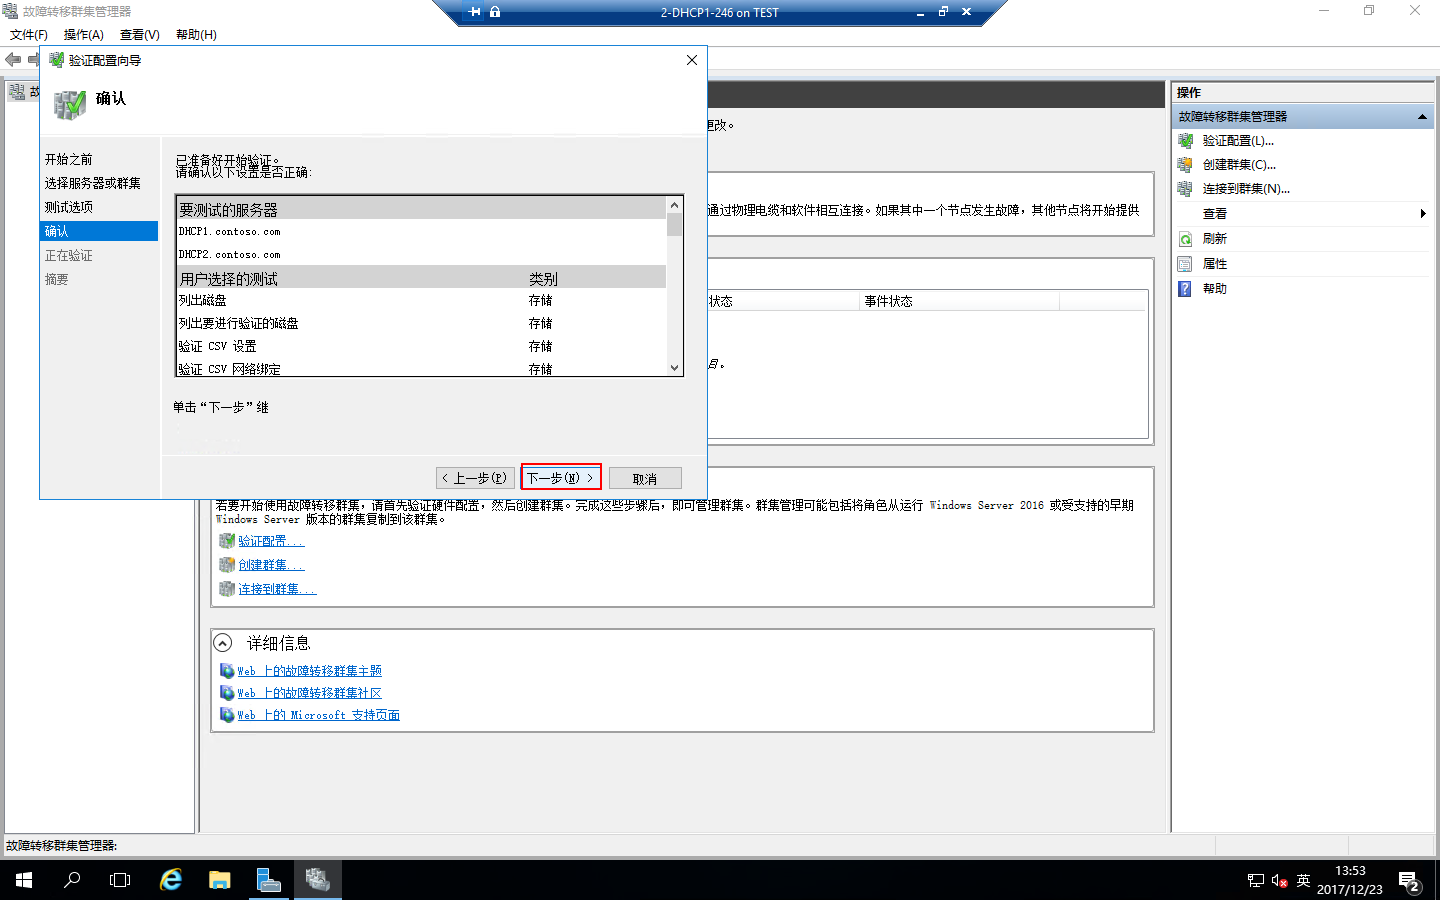 故障转移群集管理器
2-DHCP1-246 on TEST
文件(F) 操作(A) 查看(V) 帮助(H)
验证配置向导
确认
开始之前
选择服务器或群集
测试选项
确认
正在验证
摘要
已准备好开始验证。
请确认以下设置是否正确:
要测试的服务器
DHCP1.contoso.com
DHCP2.contoso.com
用户选择的测试 类别
列出磁盘 存储
列出要进行验证的磁盘 存储
验证 CSV 设置 存储
验证 CSV 网络绑定 存储
单击“下一步”继
< 上一步(P) 下一步(N) > 取消
故
更改。
通过物理电缆和软件相互连接。如果其中一个节点发生故障，其他节点将开始提供
状态 事件状态
目。
若要开始使用故障转移群集，请首先验证硬件配置，然后创建群集。完成这些步骤后，即可管理群集。群集管理可能包括将角色从运行 Windows Server 2016 或受支持的早期
Windows Server 版本的群集复制到该群集。
验证配置...
创建群集...
连接到群集...
详细信息
Web 上的故障转移群集主题
Web 上的故障转移群集社区
Web 上的 Microsoft 支持页面
操作
故障转移群集管理器
验证配置(L)...
创建群集(C)...
连接到群集(N)...
查看
刷新
属性
帮助
故障转移群集管理器:
英
13:53
2017/12/23
2